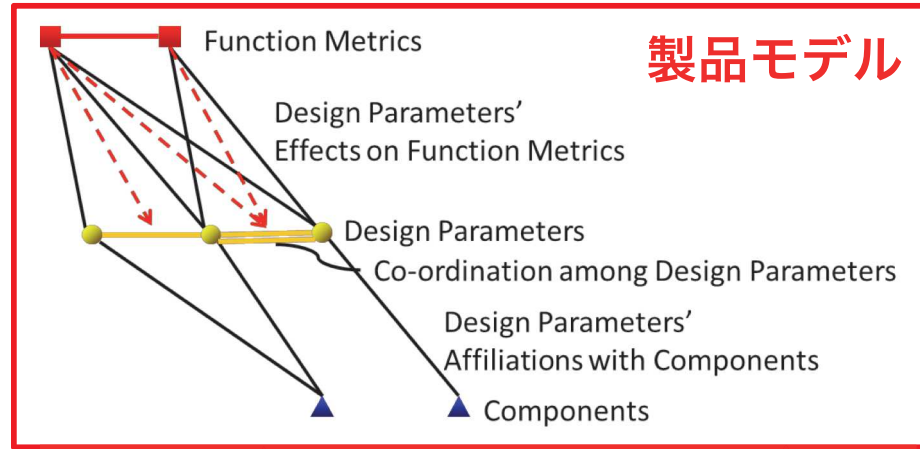 製品モデル
Function Metrics
Design Parameters’
Effects on Function Metrics
Design Parameters
Co-ordination among Design Parameters
Design Parameters’
Affiliations with Components
Components